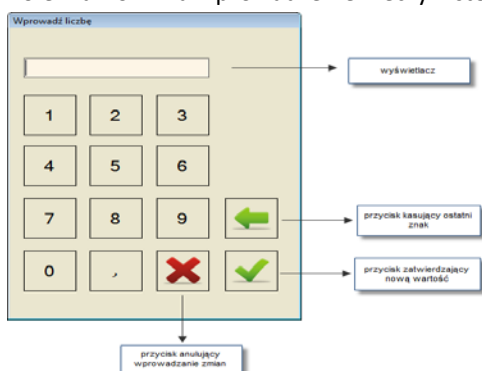 Wprowadź liczbę
wyświetlacz
1 2 3
4 5 6
7 8 9
przycisk kasujący ostatni
znak
0 ,
przycisk zatwierdzający
nową wartość
przycisk anulujący
wprowadzanie zmian